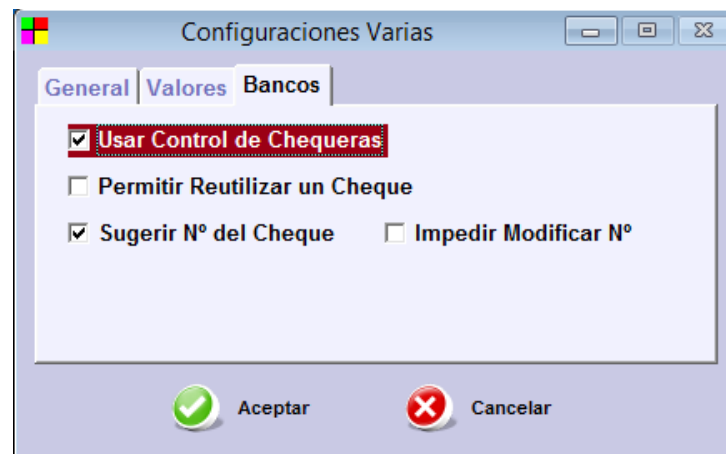 Configuraciones Varias
General Valores Bancos
Usar Control de Chequeras
Permitir Reutilizar un Cheque
Sugerir Nº del Cheque Impedir Modificar Nº
Aceptar Cancelar